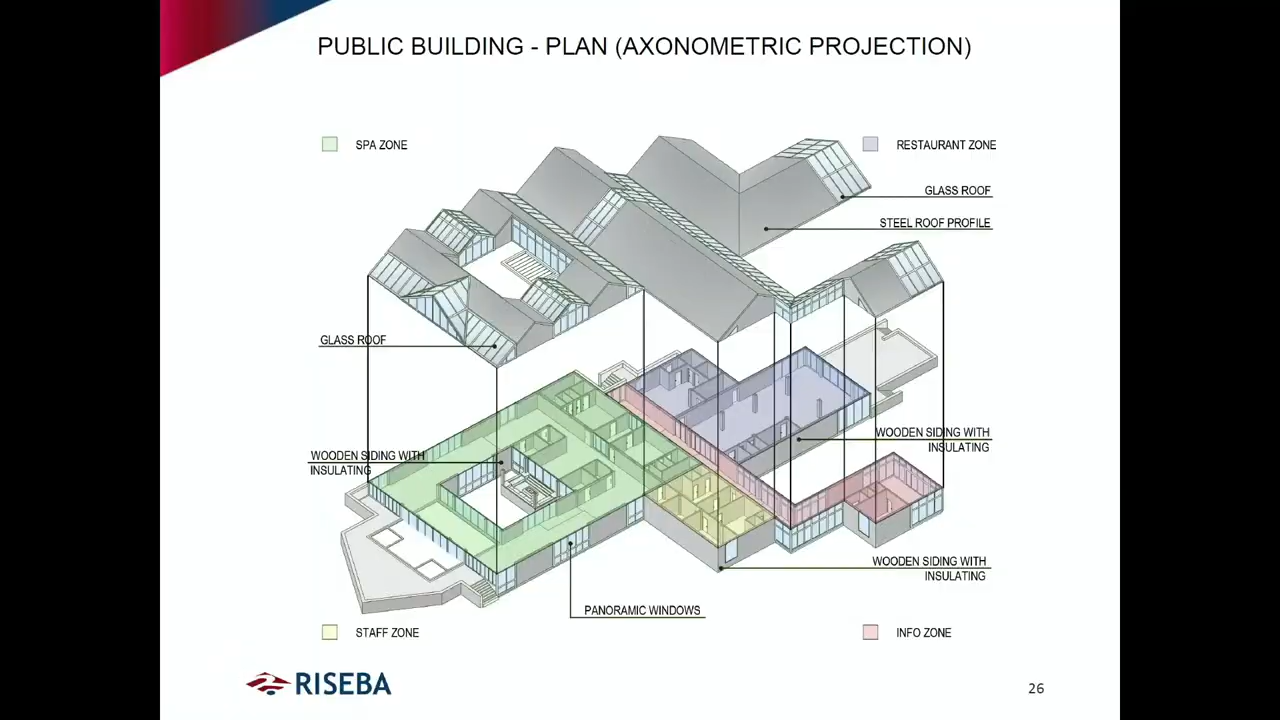 PUBLIC BUILDING - PLAN (AXONOMETRIC PROJECTION)
SPA ZONE
RESTAURANT ZONE
GLASS ROOF
STEEL ROOF PROFILE
GLASS ROOF
WOODEN SIDING WITH
INSULATING
WOODEN SIDING WITH
INSULATING
WOODEN SIDING WITH
INSULATING
PANORAMIC WINDOWS
STAFF ZONE
INFO ZONE
RISEBA
26